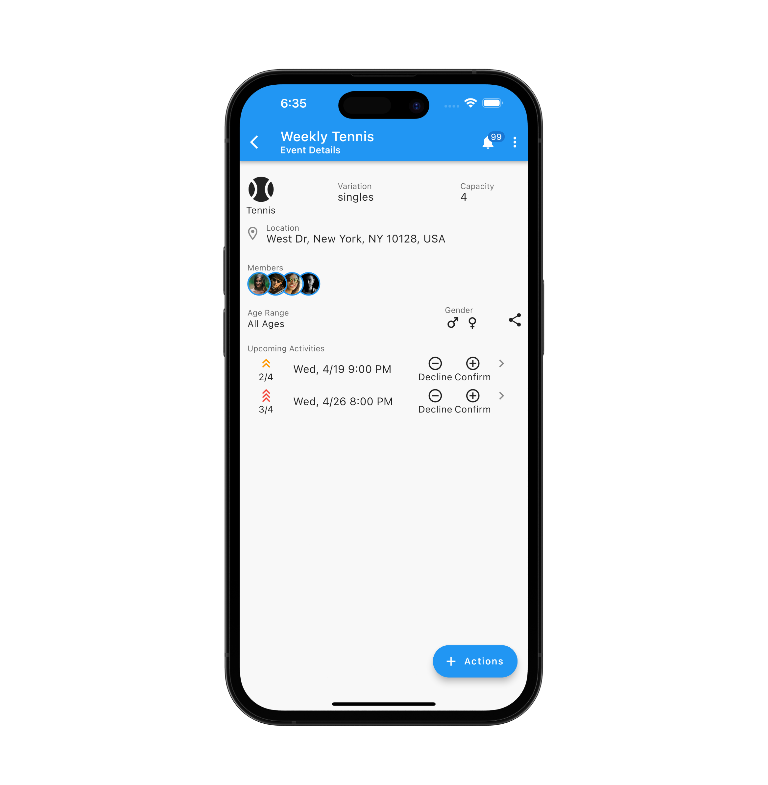 6:35
Weekly Tennis
Event Details
99
Variation
singles
Capacity
4
Tennis
Location
West Dr, New York, NY 10128, USA
Members
Age Range
All Ages
Gender
Upcoming Activities
2/4
Wed, 4/19 9:00 PM
Decline Confirm
3/4
Wed, 4/26 8:00 PM
Decline Confirm
+ Actions